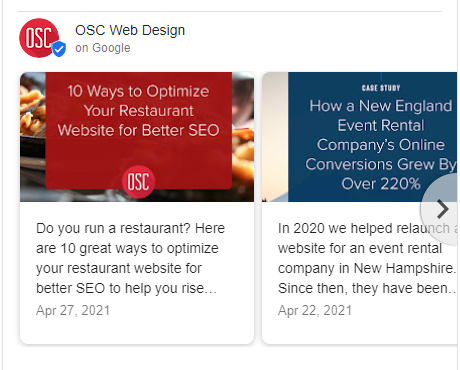 OSC
OSC Web Design
on Google
10 Ways to Optimize
Your Restaurant
Website for Better SEO
OSC
Do you run a restaurant? Here
are 10 great ways to optimize
your restaurant website for
better SEO to help you rise...
Apr 27, 2021
CASE STUDY
How a New England
Event Rental
Company's Online
Conversions Grew By
Over 220%
In 2020 we helped relaunch a
website for an event rental
company in New Hampshire.
Since then, they have been...
Apr 22, 2021